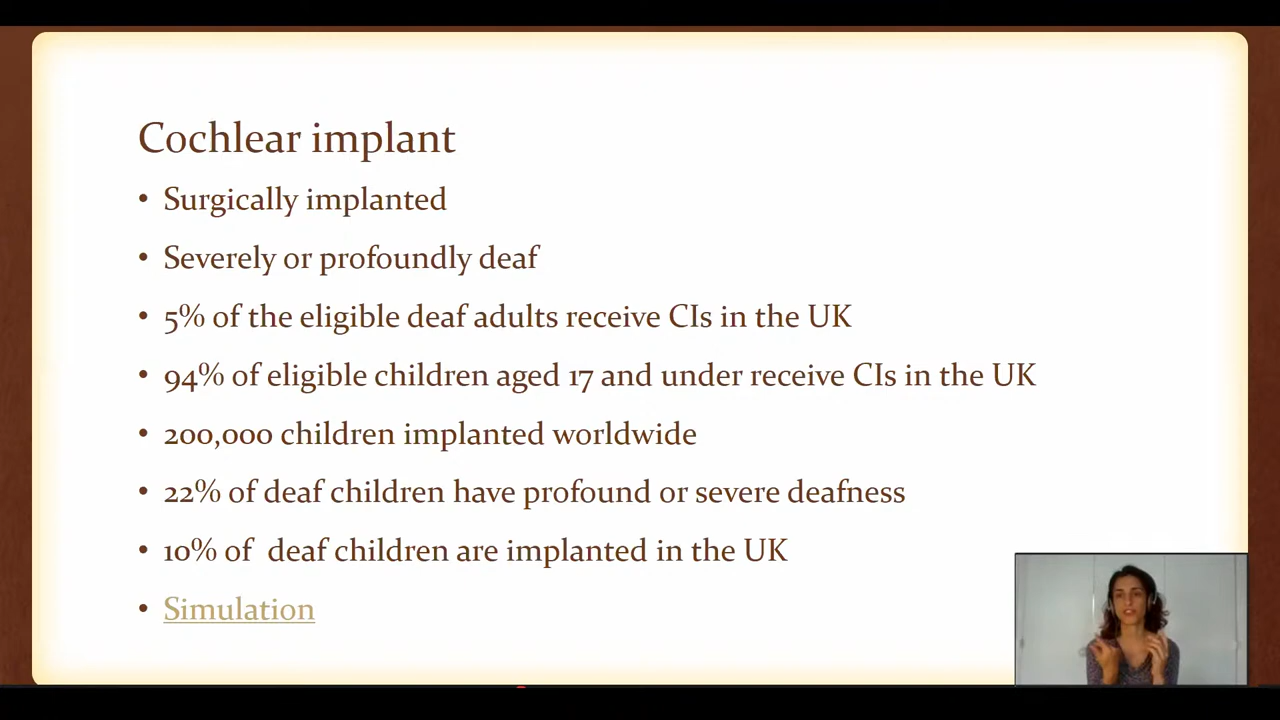 Cochlear implant
• Surgically implanted
• Severely or profoundly deaf
• 5% of the eligible deaf adults receive CIs in the UK
• 94% of eligible children aged 17 and under receive CIs in the UK
• 200,000 children implanted worldwide
• 22% of deaf children have profound or severe deafness
• 10% of  deaf children are implanted in the UK
• Simulation